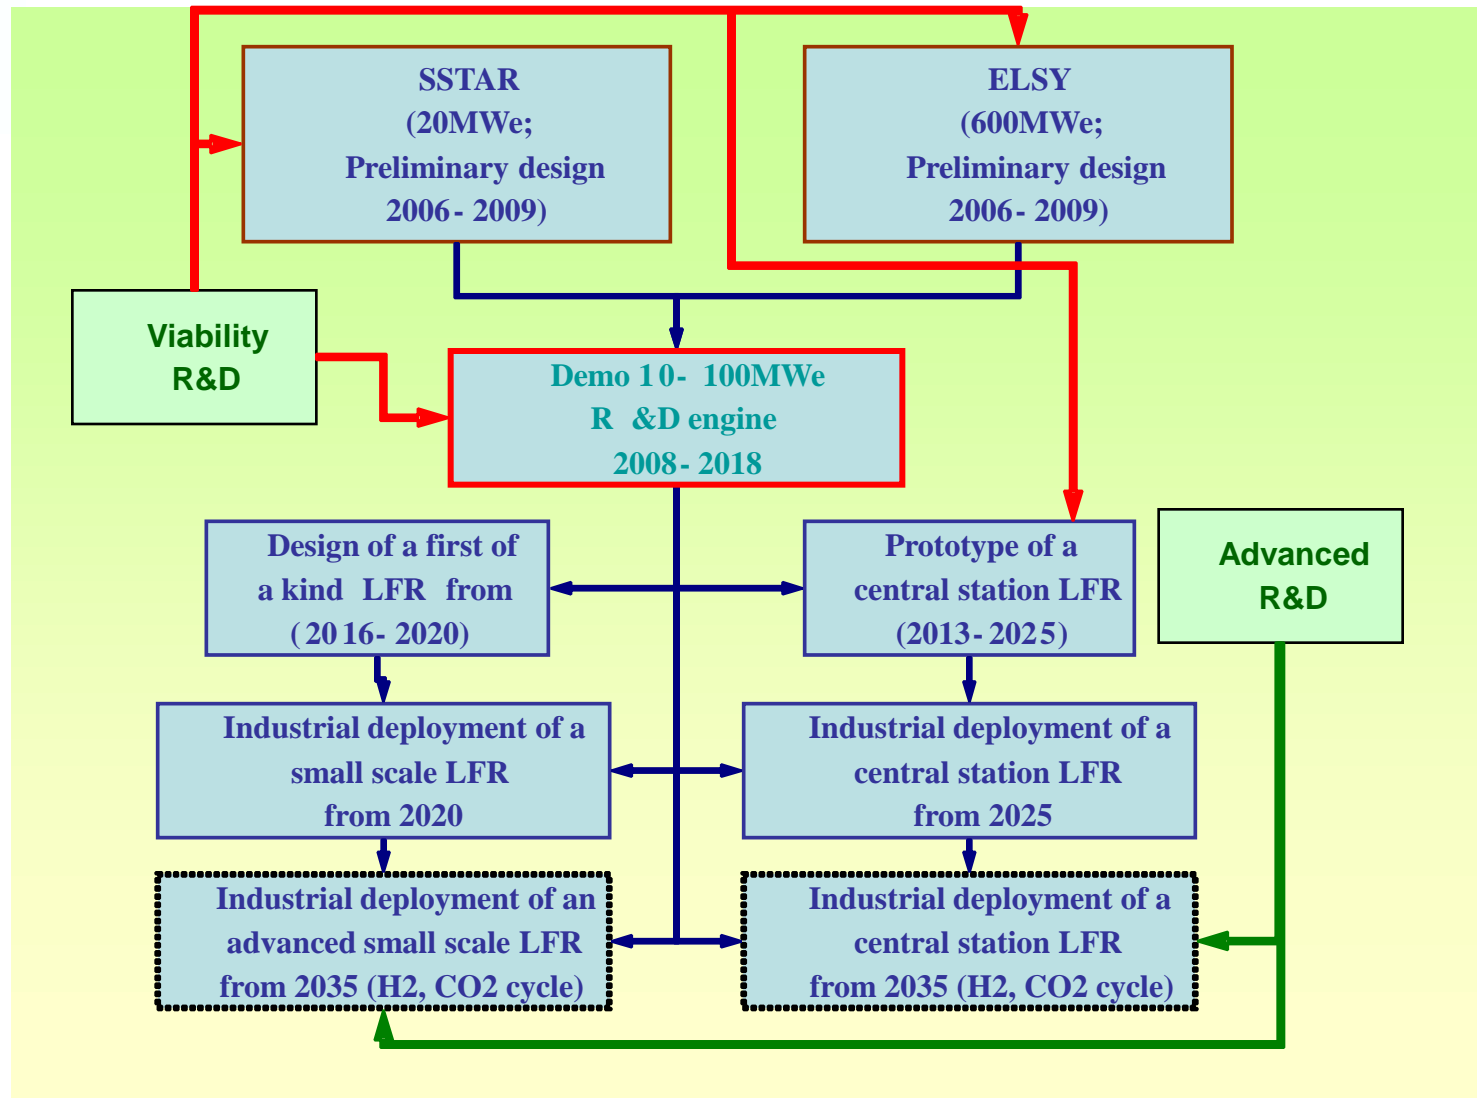 SSTAR
(20MWe;
Preliminary design
2006- 2009)
ELSY
(600MWe;
Preliminary design
2006- 2009)
Viability
R&D
Demo 10- 100MWe
R &D engine
2008- 2018
Design of a first of
a kind LFR from
(2016- 2020)
Prototype of a
central station LFR
(2013- 2025)
Advanced
R&D
Industrial deployment of a
small scale LFR
from 2020
Industrial deployment of a
central station LFR
from 2025
Industrial deployment of an
advanced small scale LFR
from 2035 (H2, CO2 cycle)
Industrial deployment of a
central station LFR
from 2035 (H2, CO2 cycle)